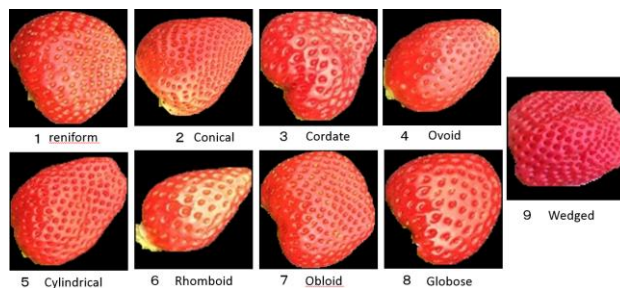 1 reniform
2 Conical
3 Cordate
4 Ovoid
5 Cylindrical
6 Rhomboid
7 Obloid
8 Globose
9 Wedged